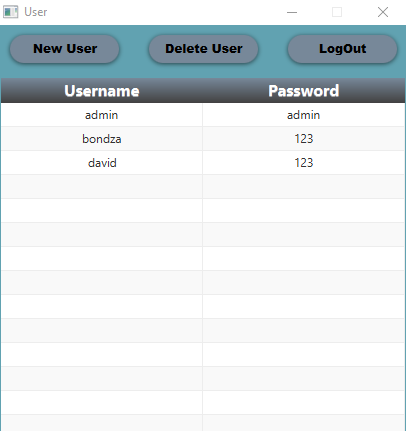 User
New User Delete User LogOut
Username Password
admin admin
bondza 123
david 123